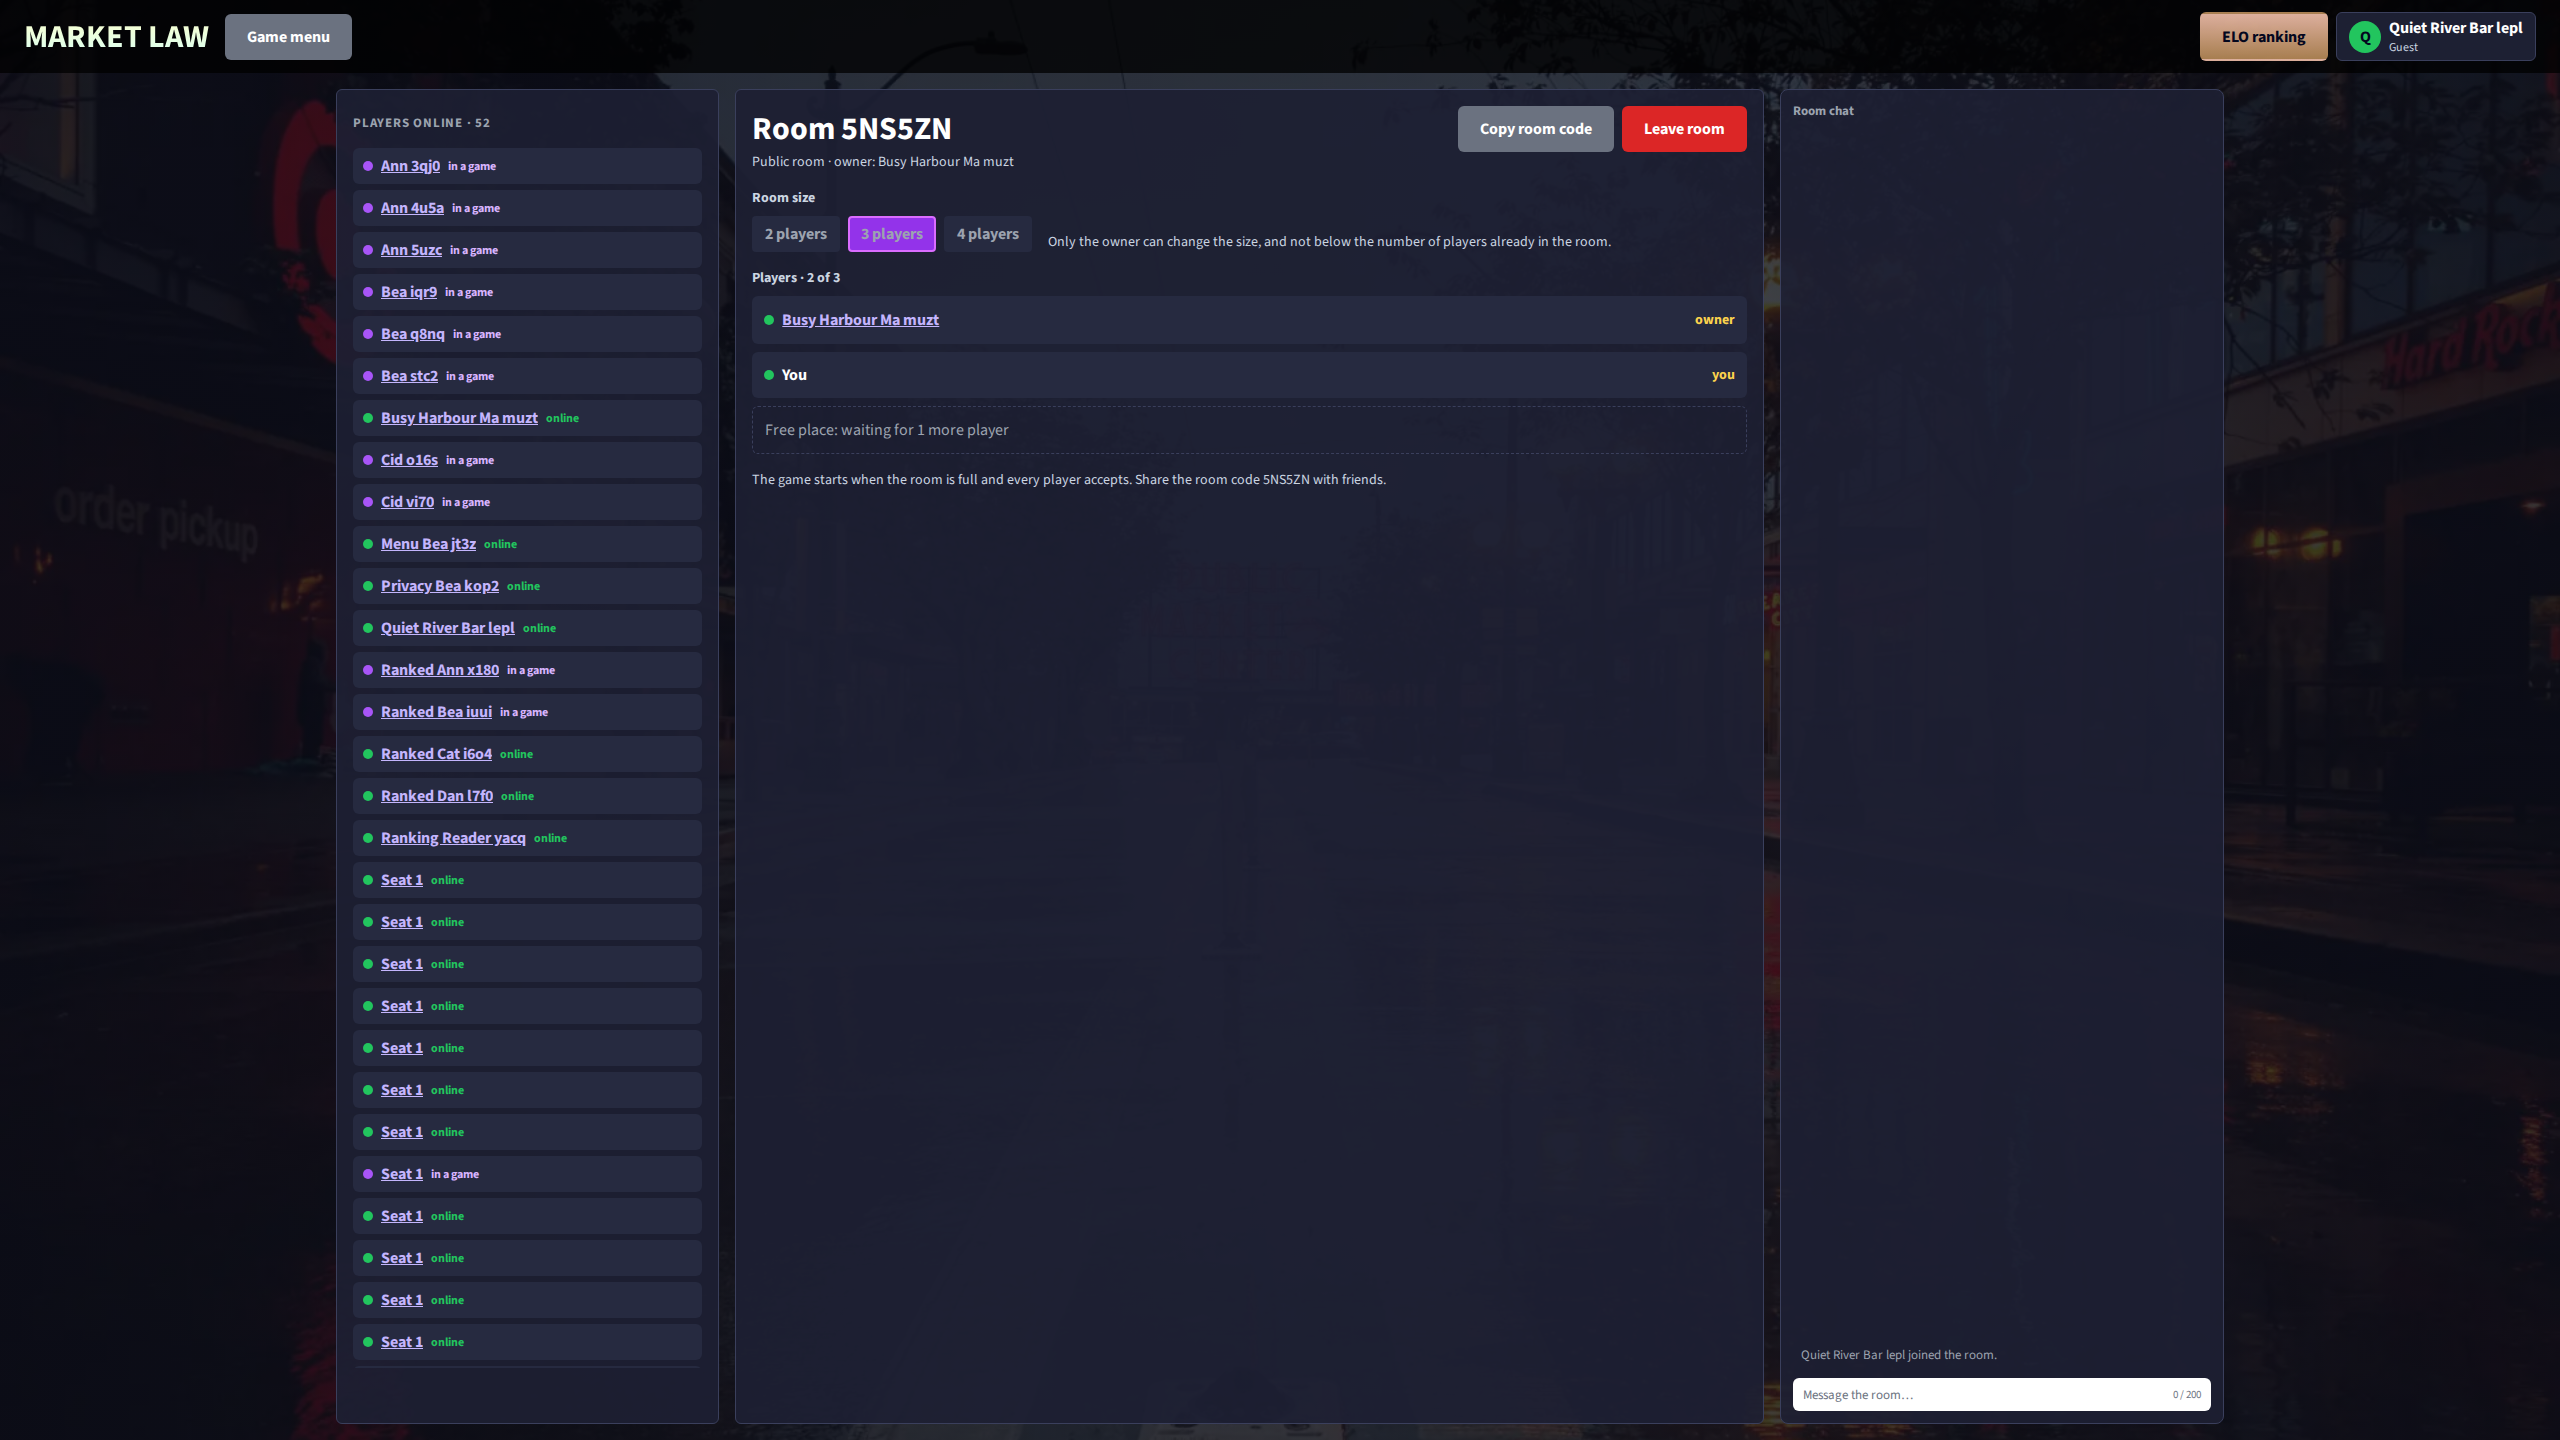 MARKET LAW
Game menu
ELO ranking
Q
Quiet River Bar lepl
Guest
PLAYERS ONLINE · 52
Ann 3qj0 in a game
Ann 4u5a in a game
Ann 5uzc in a game
Bea iqr9 in a game
Bea q8nq in a game
Bea stc2 in a game
Busy Harbour Ma muzt online
Cid o16s in a game
Cid vi70 in a game
Menu Bea jt3z online
Privacy Bea kop2 online
Quiet River Bar lepl online
Ranked Ann x180 in a game
Ranked Bea iuui in a game
Ranked Cat i6o4 online
Ranked Dan l7f0 online
Ranking Reader yacq online
Seat 1 online
Seat 1 online
Seat 1 online
Seat 1 online
Seat 1 online
Seat 1 online
Seat 1 online
Seat 1 in a game
Seat 1 online
Seat 1 online
Seat 1 online
Seat 1 online
Room 5NS5ZN
Copy room code
Leave room
Public room · owner: Busy Harbour Ma muzt
Room size
2 players
3 players
4 players
Only the owner can change the size, and not below the number of players already in the room.
Players · 2 of 3
Busy Harbour Ma muzt owner
You you
Free place: waiting for 1 more player
The game starts when the room is full and every player accepts. Share the room code 5NS5ZN with friends.
Room chat
Quiet River Bar lepl joined the room.
Message the room… 0 / 200
order pickup
Hard Rock